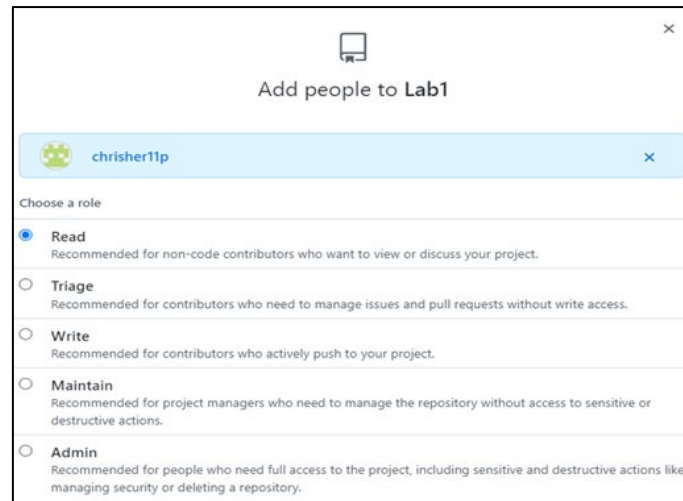 Add people to Lab1
chrisher11p
Choose a role
Read
Recommended for non-code contributors who want to view or discuss your project.
Triage
Recommended for contributors who need to manage issues and pull requests without write access.
Write
Recommended for contributors who actively push to your project.
Maintain
Recommended for project managers who need to manage the repository without access to sensitive or
destructive actions.
Admin
Recommended for people who need full access to the project, including sensitive and destructive actions like
managing security or deleting a repository.